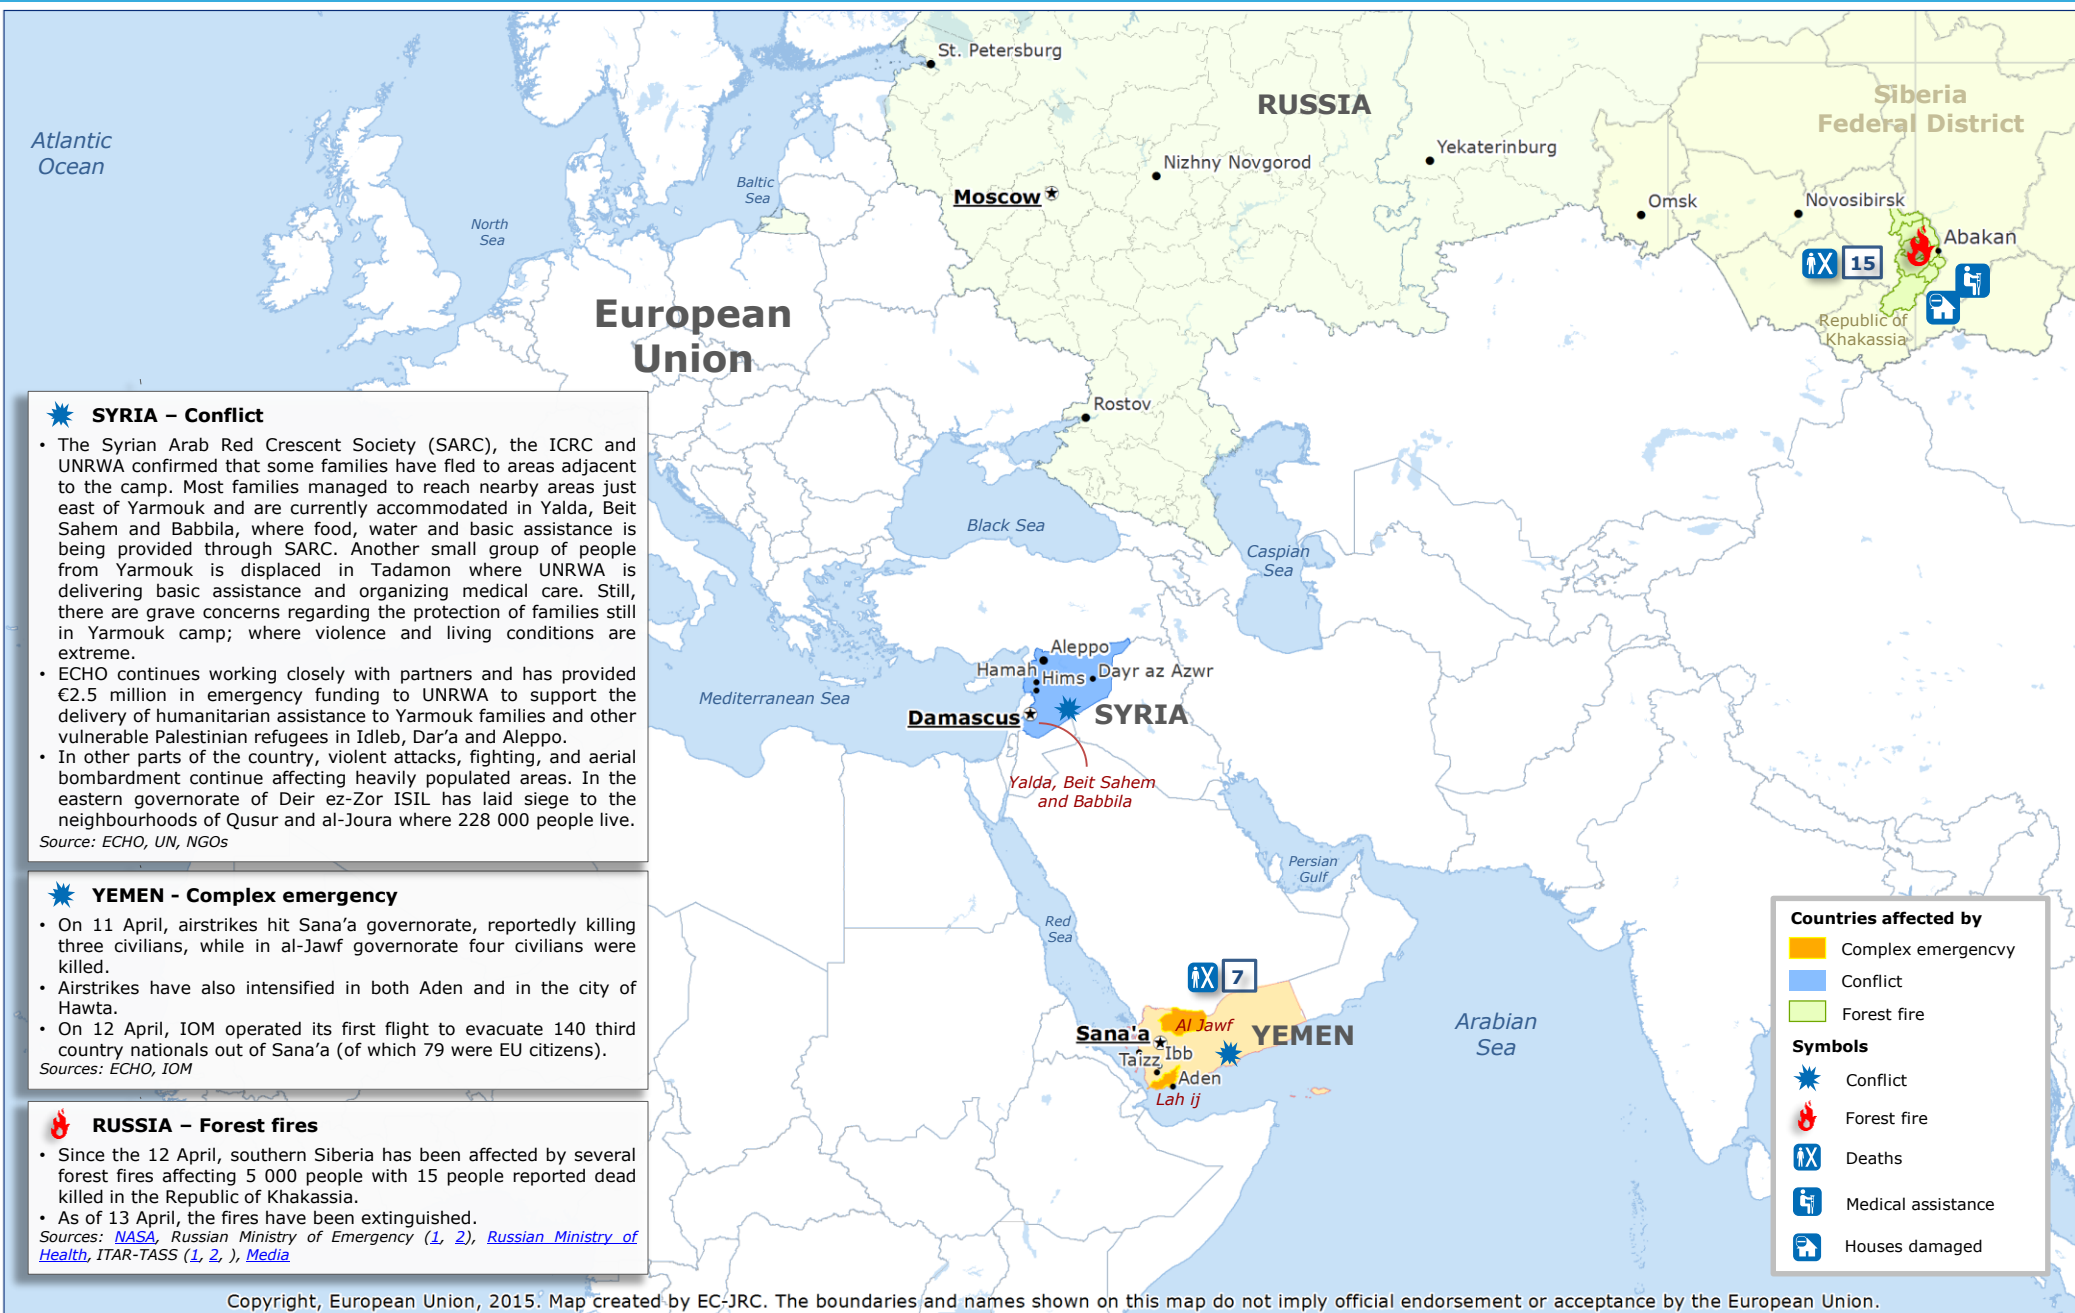 St. Petersburg
RUSSIA
Siberia
Federal District
Atlantic
Ocean
Yekaterinburg
Nizhny Novgorod
Baltic
Sea
Moscow
Omsk
Novosibirsk
North
Sea
Abakan
15
European
Union
Republic of
Khakassia
Rostov
Black Sea
Caspian
Sea
Aleppo
Hamah
Hims
Dayr az Azwr
Mediterranean Sea
Damascus
SYRIA
Yalda, Beit Sahem
and Babbila
Persian
Gulf
Red
Sea
7
Al Jawf
Sana'a
YEMEN
Ibb
Taizz
Aden
Lah ij
Arabian
Sea
SYRIA – Conflict
• The Syrian Arab Red Crescent Society (SARC), the ICRC and
UNRWA confirmed that some families have fled to areas adjacent
to the camp. Most families managed to reach nearby areas just
east of Yarmouk and are currently accommodated in Yalda, Beit
Sahem and Babbila, where food, water and basic assistance is
being provided through SARC. Another small group of people
from Yarmouk is displaced in Tadamon where UNRWA is
delivering basic assistance and organizing medical care. Still,
there are grave concerns regarding the protection of families still
in Yarmouk camp; where violence and living conditions are
extreme.
• ECHO continues working closely with partners and has provided
€2.5 million in emergency funding to UNRWA to support the
delivery of humanitarian assistance to Yarmouk families and other
vulnerable Palestinian refugees in Idleb, Dar’a and Aleppo.
• In other parts of the country, violent attacks, fighting, and aerial
bombardment continue affecting heavily populated areas. In the
eastern governorate of Deir ez-Zor ISIL has laid siege to the
neighbourhoods of Qusur and al-Joura where 228 000 people live.
Source: ECHO, UN, NGOs
YEMEN - Complex emergency
• On 11 April, airstrikes hit Sana’a governorate, reportedly killing
three civilians, while in al-Jawf governorate four civilians were
killed.
• Airstrikes have also intensified in both Aden and in the city of
Hawta.
• On 12 April, IOM operated its first flight to evacuate 140 third
country nationals out of Sana’a (of which 79 were EU citizens).
Sources: ECHO, IOM
RUSSIA – Forest fires
• Since the 12 April, southern Siberia has been affected by several
forest fires affecting 5 000 people with 15 people reported dead
killed in the Republic of Khakassia.
• As of 13 April, the fires have been extinguished.
Sources: NASA, Russian Ministry of Emergency (1, 2), Russian Ministry of
Health, ITAR-TASS (1, 2, ), Media
Countries affected by
Complex emergencvy
Conflict
Forest fire
Symbols
Conflict
Forest fire
Deaths
Medical assistance
Houses damaged
Copyright, European Union, 2015. Map created by EC-JRC. The boundaries and names shown on this map do not imply official endorsement or acceptance by the European Union.